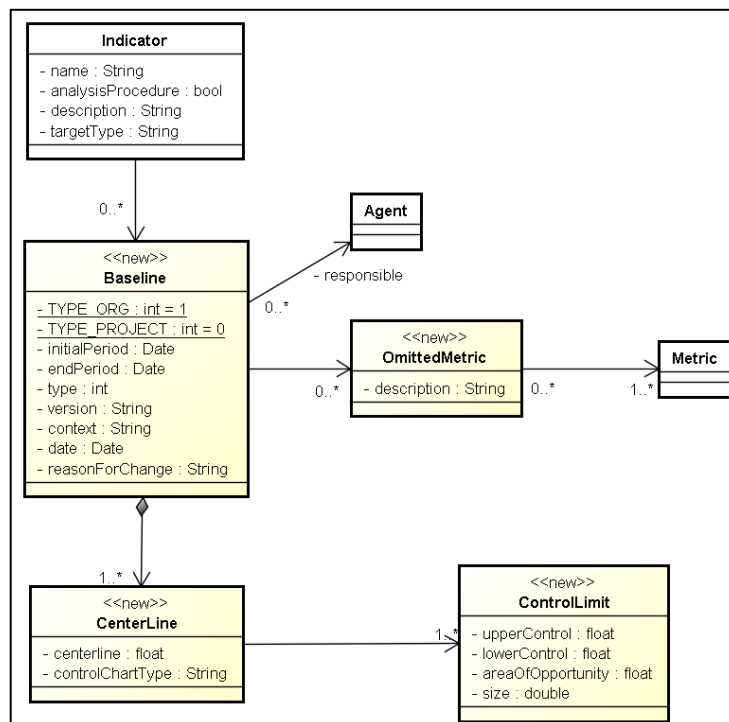 Indicator
- name : String
- analysisProcedure : bool
- description : String
- targetType : String
0..*
Agent
- responsible
0..*
<<new>>
Baseline
- TYPE_ORG : int = 1
- TYPE_PROJECT : int = 0
- initialPeriod : Date
- endPeriod : Date
- type : int
- version : String
- context : String
- date : Date
- reasonForChange : String
0..*
<<new>>
OmittedMetric
- description : String
0..*
1..*
Metric
1..*
<<new>>
CenterLine
- centerline : float
- controlChartType : String
1..*
<<new>>
ControlLimit
- upperControl : float
- lowerControl : float
- areaOfOpportunity : float
- size : double